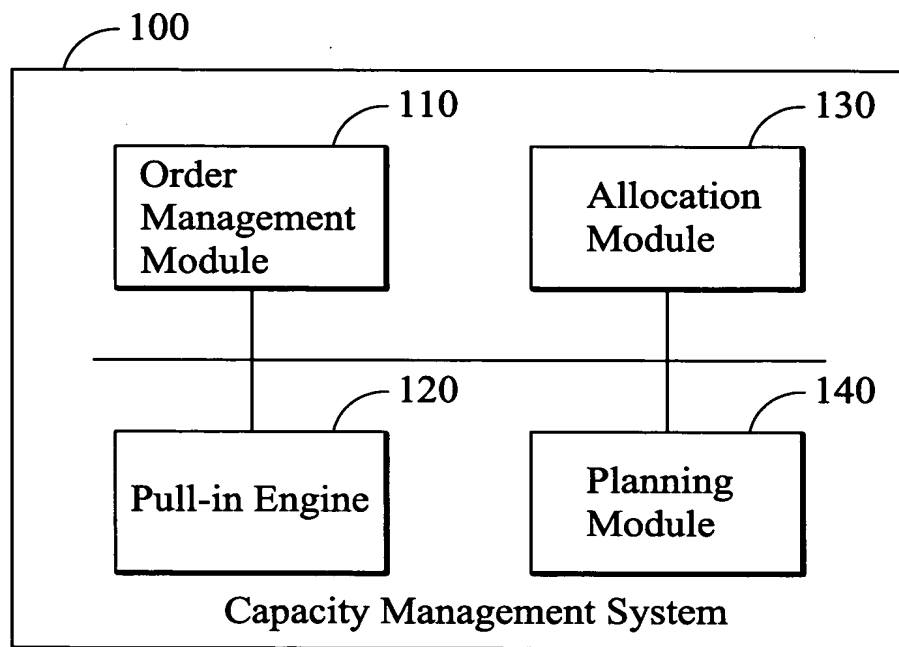 100
110
130
Order
Management
Module
Allocation
Module
120
140
Pull-in Engine
Planning
Module
Capacity Management System